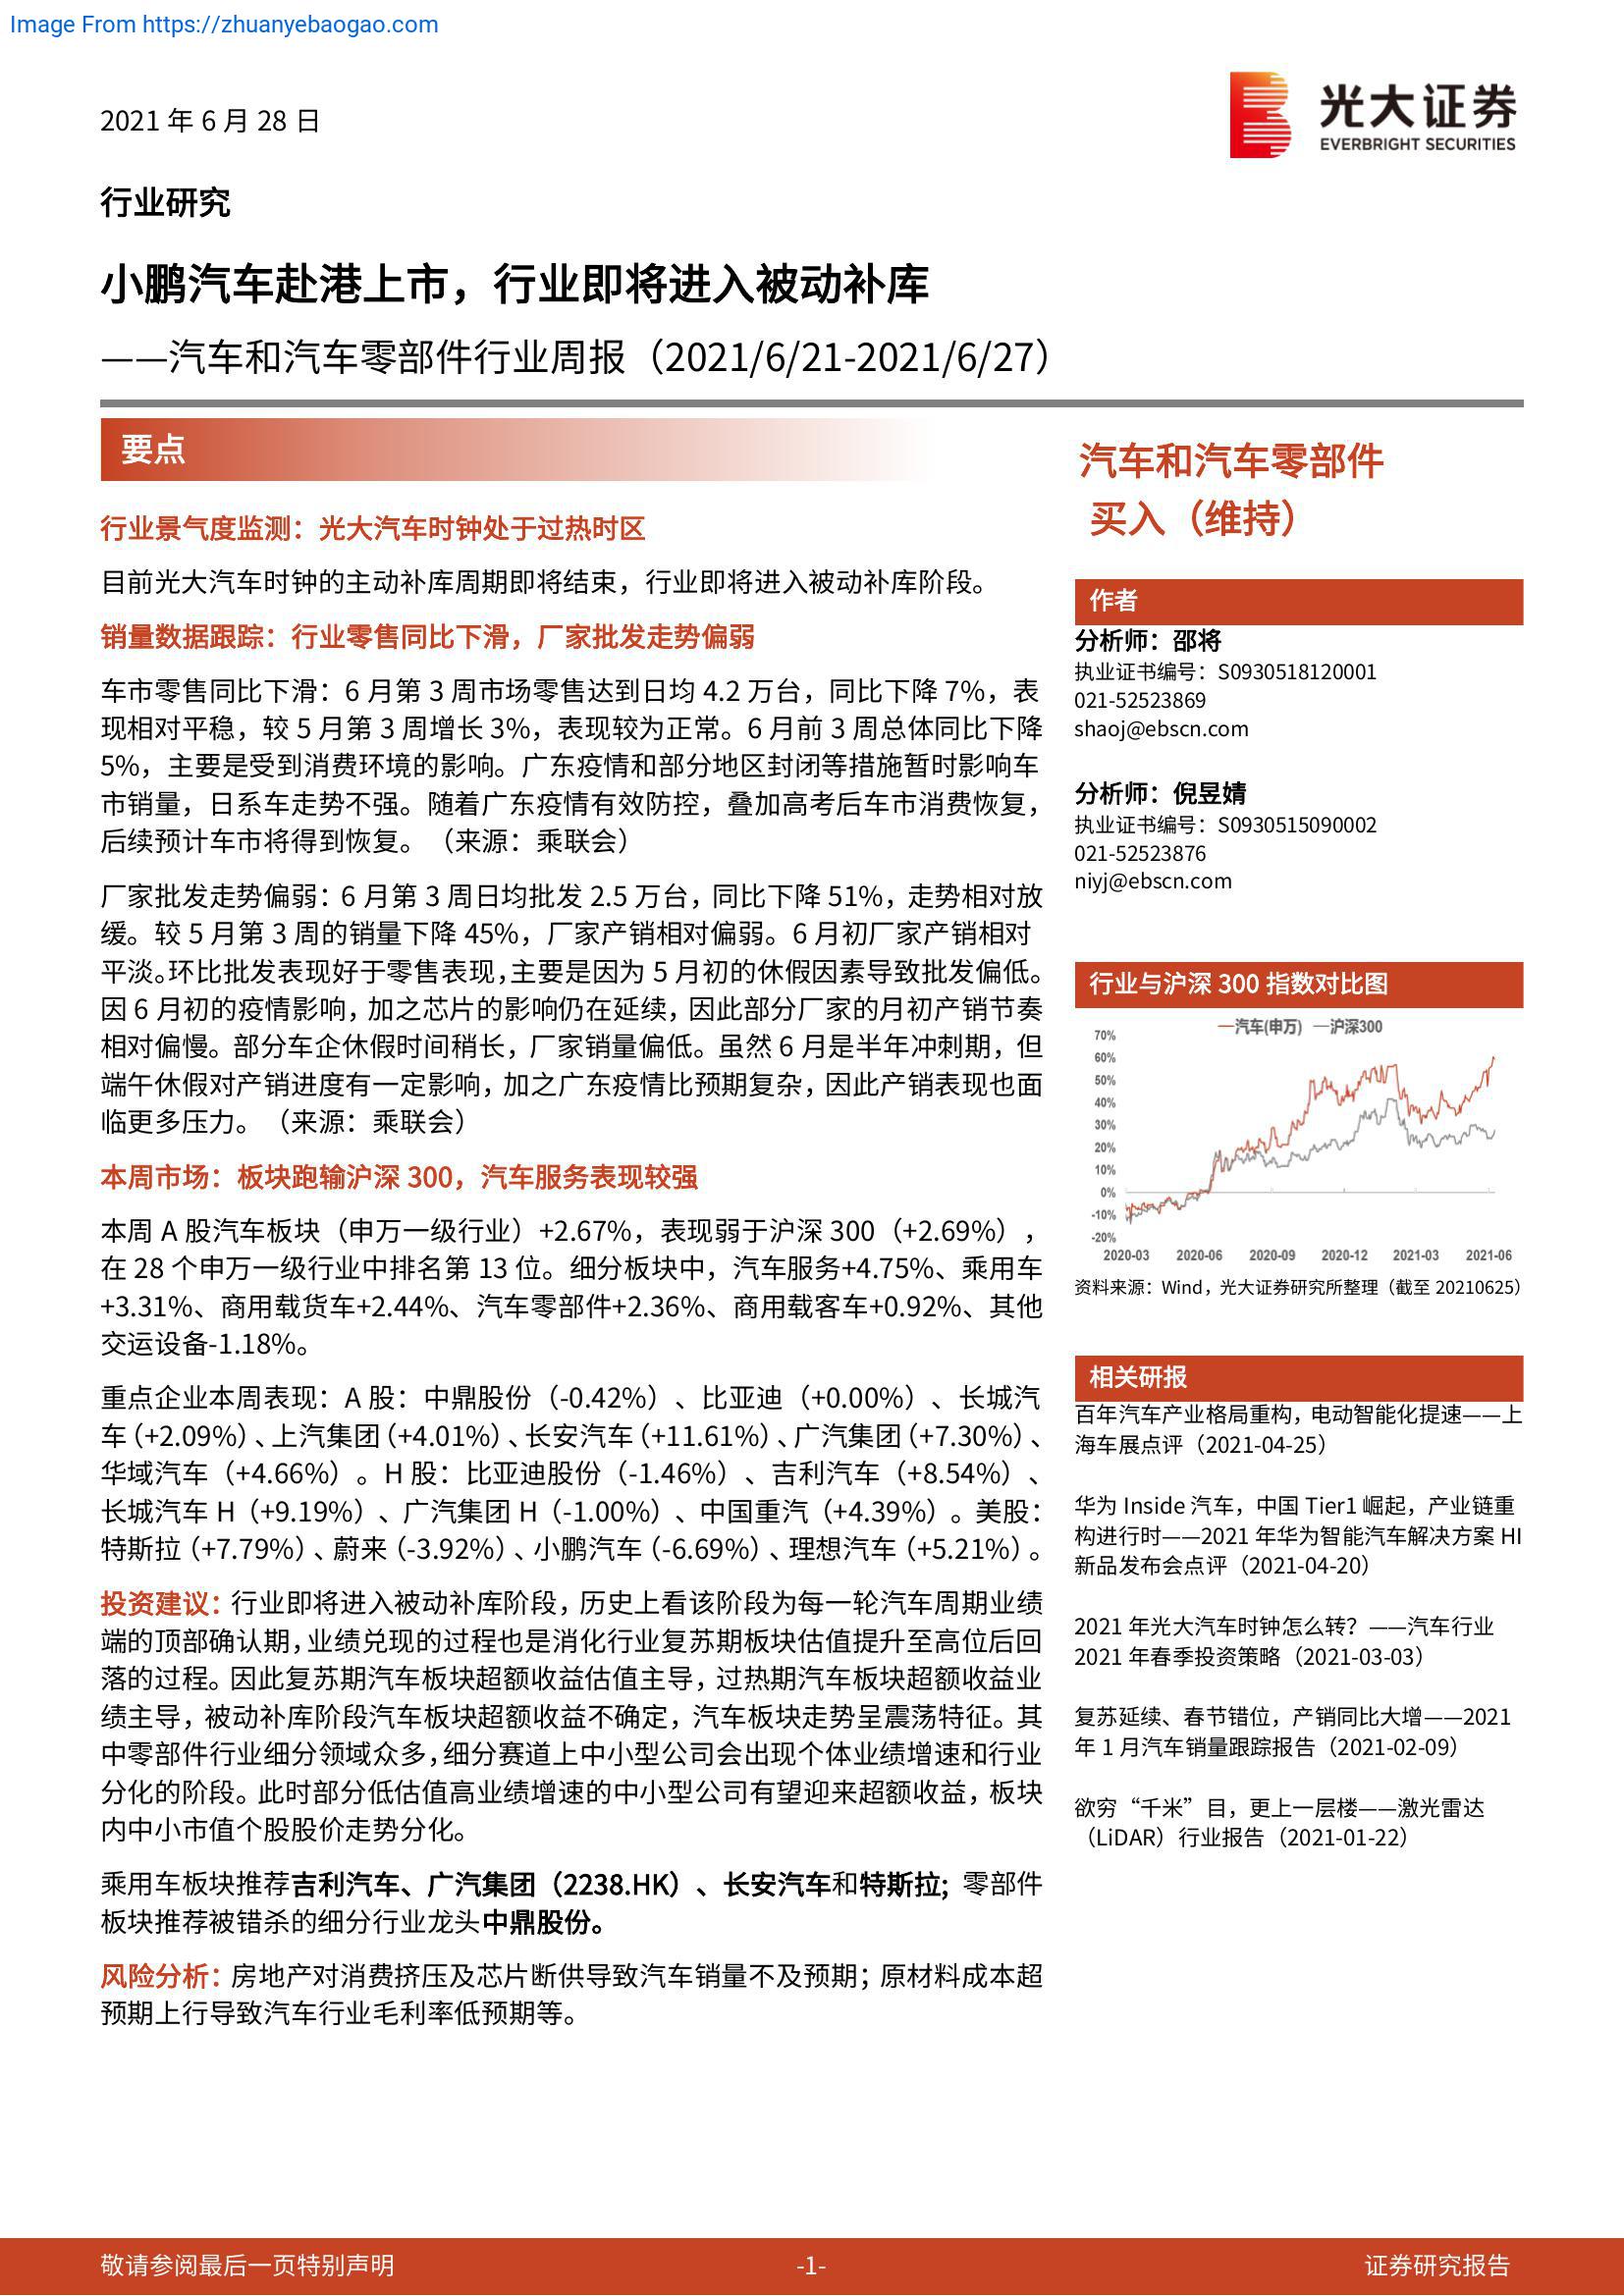 Image From https://zhuanyebaogao.com
2021 年 6 月 28 日
光大证券
EVERBRIGHT SECURITIES
行业研究
小鹏汽车赴港上市，行业即将进入被动补库
——汽车和汽车零部件行业周报（2021/6/21-2021/6/27）
要点
行业景气度监测：光大汽车时钟处于过热时区
目前光大汽车时钟的主动补库周期即将结束，行业即将进入被动补库阶段。
销量数据跟踪：行业零售同比下滑，厂家批发走势偏弱
车市零售同比下滑：6 月第 3 周市场零售达到日均 4.2 万台，同比下降 7%，表
现相对平稳，较 5 月第 3 周增长 3%，表现较为正常。6 月前 3 周总体同比下降
5%，主要是受到消费环境的影响。广东疫情和部分地区封闭等措施暂时影响车
市销量，日系车走势不强。随着广东疫情有效防控，叠加高考后车市消费恢复，
后续预计车市将得到恢复。（来源：乘联会）
厂家批发走势偏弱：6 月第 3 周日均批发 2.5 万台，同比下降 51%，走势相对放
缓。较 5 月第 3 周的销量下降 45%，厂家产销相对偏弱。6 月初厂家产销相对
平淡。环比批发表现好于零售表现，主要是因为 5 月初的休假因素导致批发偏低。
因 6 月初的疫情影响，加之芯片的影响仍在延续，因此部分厂家的月初产销节奏
相对偏慢。部分车企休假时间稍长，厂家销量偏低。虽然 6 月是半年冲刺期，但
端午休假对产销进度有一定影响，加之广东疫情比预期复杂，因此产销表现也面
临更多压力。（来源：乘联会）
本周市场：板块跑输沪深 300，汽车服务表现较强
本周 A 股汽车板块（申万一级行业）+2.67%，表现弱于沪深 300（+2.69%），
在 28 个申万一级行业中排名第 13 位。细分板块中，汽车服务+4.75%、乘用车
+3.31%、商用载货车+2.44%、汽车零部件+2.36%、商用载客车+0.92%、其他
交运设备-1.18%。
重点企业本周表现：A 股：中鼎股份（-0.42%）、比亚迪（+0.00%）、长城汽
车（+2.09%）、上汽集团（+4.01%）、长安汽车（+11.61%）、广汽集团（+7.30%）、
华域汽车（+4.66%）。H 股：比亚迪股份（-1.46%）、吉利汽车（+8.54%）、
长城汽车 H（+9.19%）、广汽集团 H（-1.00%）、中国重汽（+4.39%）。美股：
特斯拉（+7.79%）、蔚来（-3.92%）、小鹏汽车（-6.69%）、理想汽车（+5.21%）。
投资建议：行业即将进入被动补库阶段，历史上看该阶段为每一轮汽车周期业绩
端的顶部确认期，业绩兑现的过程也是消化行业复苏期板块估值提升至高位后回
落的过程。因此复苏期汽车板块超额收益估值主导，过热期汽车板块超额收益业
绩主导，被动补库阶段汽车板块超额收益不确定，汽车板块走势呈震荡特征。其
中零部件行业细分领域众多，细分赛道上中小型公司会出现个体业绩增速和行业
分化的阶段。此时部分低估值高业绩增速的中小型公司有望迎来超额收益，板块
内中小市值个股股价走势分化。
乘用车板块推荐吉利汽车、广汽集团（2238.HK）、长安汽车和特斯拉; 零部件
板块推荐被错杀的细分行业龙头中鼎股份。
风险分析：房地产对消费挤压及芯片断供导致汽车销量不及预期；原材料成本超
预期上行导致汽车行业毛利率低预期等。
汽车和汽车零部件
买入（维持）
作者
分析师：邵将
执业证书编号：S0930518120001
021-52523869
shaoj@ebscn.com
分析师：倪昱婧
执业证书编号：S0930515090002
021-52523876
niyj@ebscn.com
行业与沪深 300 指数对比图
汽车(申万) 沪深300
70%
60%
50%
40%
30%
20%
10%
0%
-10%
-20%
2020-03 2020-06 2020-09 2020-12 2021-03 2021-06
资料来源：Wind，光大证券研究所整理（截至 20210625）
相关研报
百年汽车产业格局重构，电动智能化提速——上
海车展点评（2021-04-25）
华为 Inside 汽车，中国 Tier1 崛起，产业链重
构进行时——2021 年华为智能汽车解决方案 HI
新品发布会点评（2021-04-20）
2021 年光大汽车时钟怎么转？——汽车行业
2021 年春季投资策略（2021-03-03）
复苏延续、春节错位，产销同比大增——2021
年 1 月汽车销量跟踪报告（2021-02-09）
欲穷“千米”目，更上一层楼——激光雷达
（LiDAR）行业报告（2021-01-22）
敬请参阅最后一页特别声明
-1-
证券研究报告